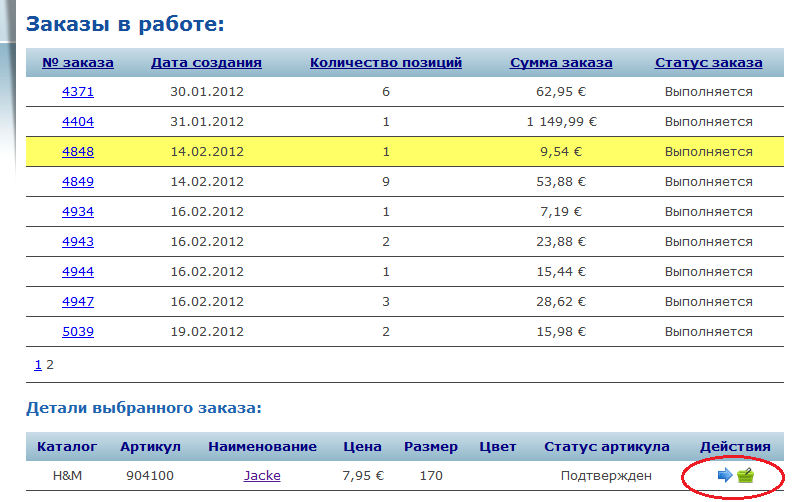 Заказы в работе:
№ заказа Дата создания Количество позиций Сумма заказа Статус заказа
4371 30.01.2012 6 62,95 € Выполняется
4404 31.01.2012 1 1 149,99 € Выполняется
4848 14.02.2012 1 9,54 € Выполняется
4849 14.02.2012 9 53,88 € Выполняется
4934 16.02.2012 1 7,19 € Выполняется
4943 16.02.2012 2 23,88 € Выполняется
4944 16.02.2012 1 15,44 € Выполняется
4947 16.02.2012 3 28,62 € Выполняется
5039 19.02.2012 2 15,98 € Выполняется
1 2
Детали выбранного заказа:
Каталог Артикул Наименование Цена Размер Цвет Статус артикула Действия
H&M 904100 Jacke 7,95 € 170 Подтвержден